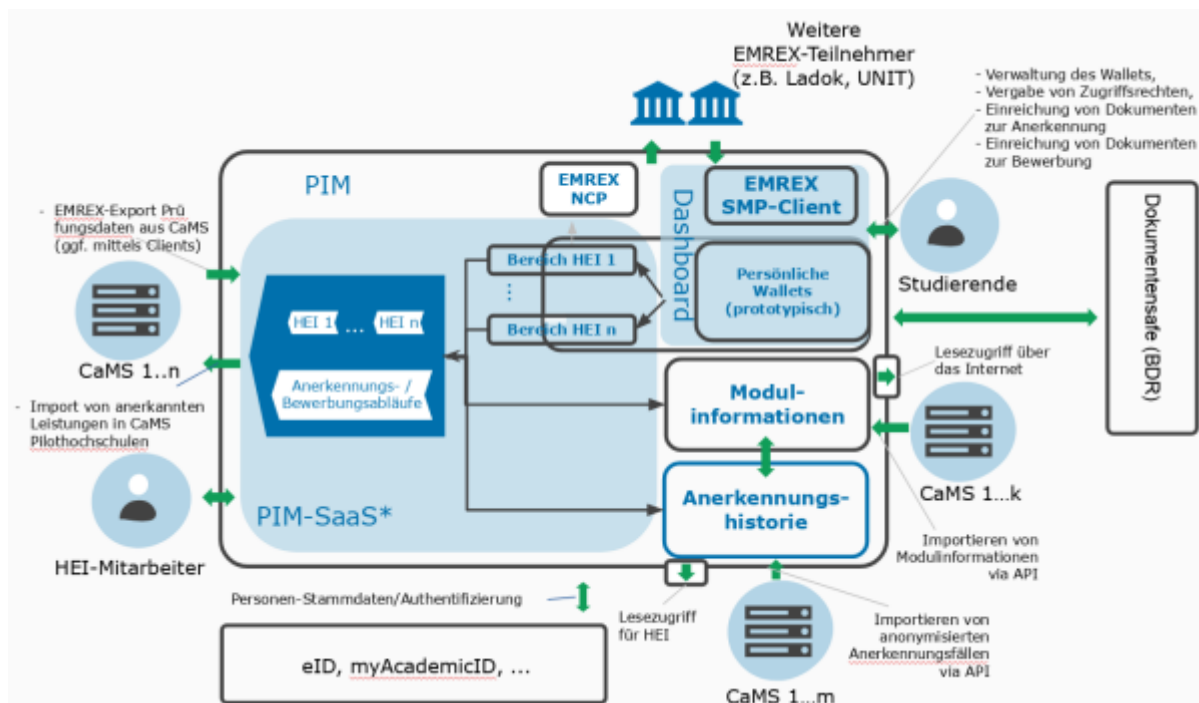 Weitere
EMREX-Teilnehmer
(z.B. Ladok, UNIT)
- Verwaltung des Wallets,
- Vergabe von Zugriffsrechten,
- Einreichung von Dokumenten
zur Anerkennung
- Einreichung von Dokumenten
zur Bewerbung
PIM
EMREX
NCP
Dashboard
EMREX
SMP-Client
- EMREX-Export Prü
fungsdaten aus CaMS
(ggf. mittels Clients)
Bereich HEI 1
⋮
Bereich HEI n
Persönliche
Wallets
(prototypisch)
Studierende
Dokumentensafe (BDR)
HEI 1 ... HEI n
Anerkennungs- /
Bewerbungsabläufe
CaMS 1..n
Lesezugriff über
das Internet
Modul-
informationen
- Import von anerkannten
Leistungen in CaMS
Pilothochschulen
CaMS 1...k
Anerkennungs-
historie
PIM-SaaS*
HEI-Mitarbeiter
Importieren von
Modulinformationen
via API
Personen-Stammdaten/Authentifizierung
Lesezugriff
für HEI
Importieren von
anonymisierten
Anerkennungsfällen
via API
eID, myAcademicID, ...
CaMS 1...m